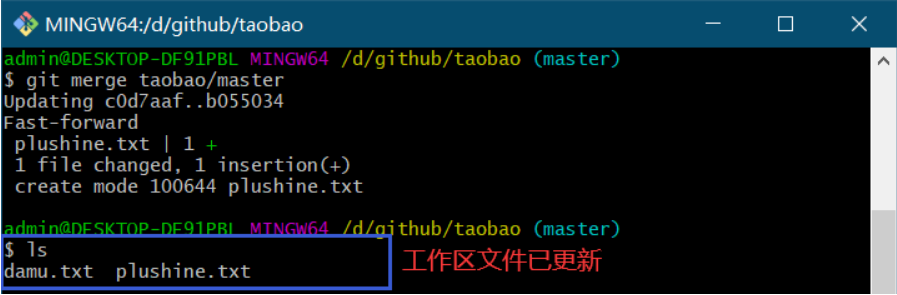 MINGW64:/d/github/taobao
admin@DESKTOP-DF91PBL MINGW64 /d/github/taobao (master)
$ git merge taobao/master
Updating c0d7aaf..b055034
Fast-forward
 plushine.txt | 1 +
 1 file changed, 1 insertion(+)
 create mode 100644 plushine.txt
admin@DESKTOP-DF91PBL MINGW64 /d/github/taobao (master)
$ ls
damu.txt  plushine.txt 工作区文件已更新